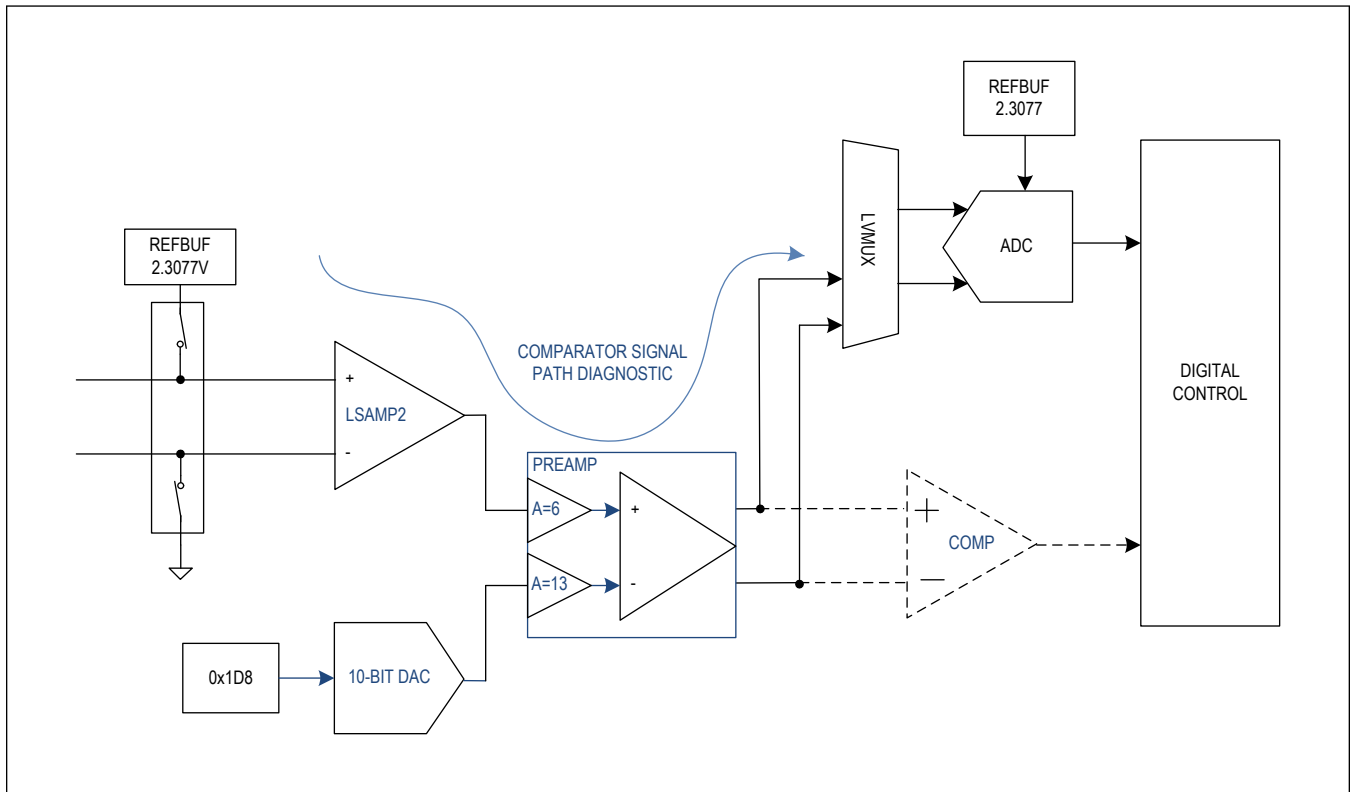 REFBUF
2.3077
REFBUF
2.3077V
LVMUX
ADC
DIGITAL
CONTROL
COMPARATOR SIGNAL
PATH DIAGNOSTIC
+
LSAMP2
-
PREAMP
A=6
+
A=13
-
+
COMP
-
0x1D8
10-BIT DAC